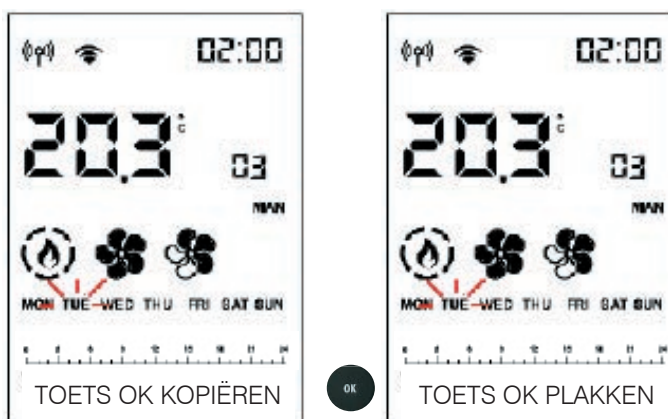 02:00
20.3 °C
03
MAN
MON TUE WED THU FRI SAT SUN
TOETS OK KOPIËREN
OK
02:00
20.3 °C
03
MAN
MON TUE WED THU FRI SAT SUN
TOETS OK PLAKKEN